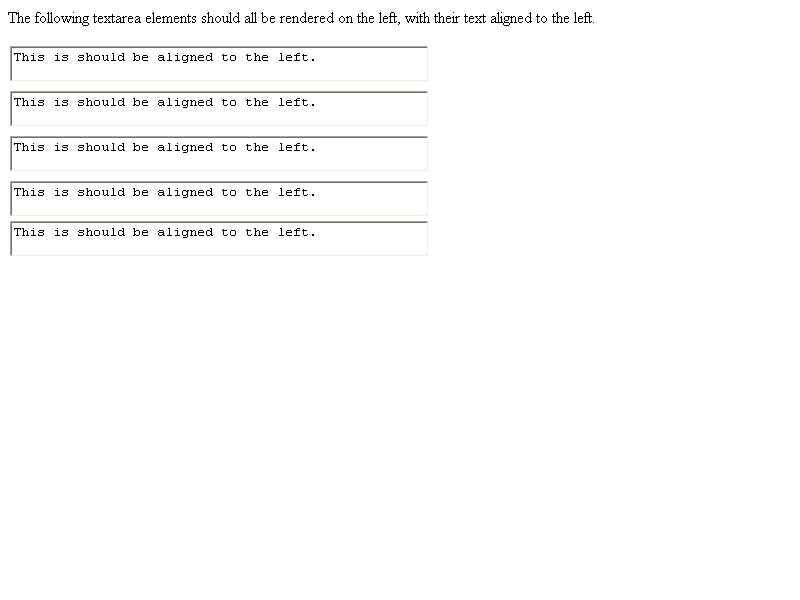 The following textarea elements should all be rendered on the left, with their text aligned to the left.
This is should be aligned to the left.
This is should be aligned to the left.
This is should be aligned to the left.
This is should be aligned to the left.
This is should be aligned to the left.